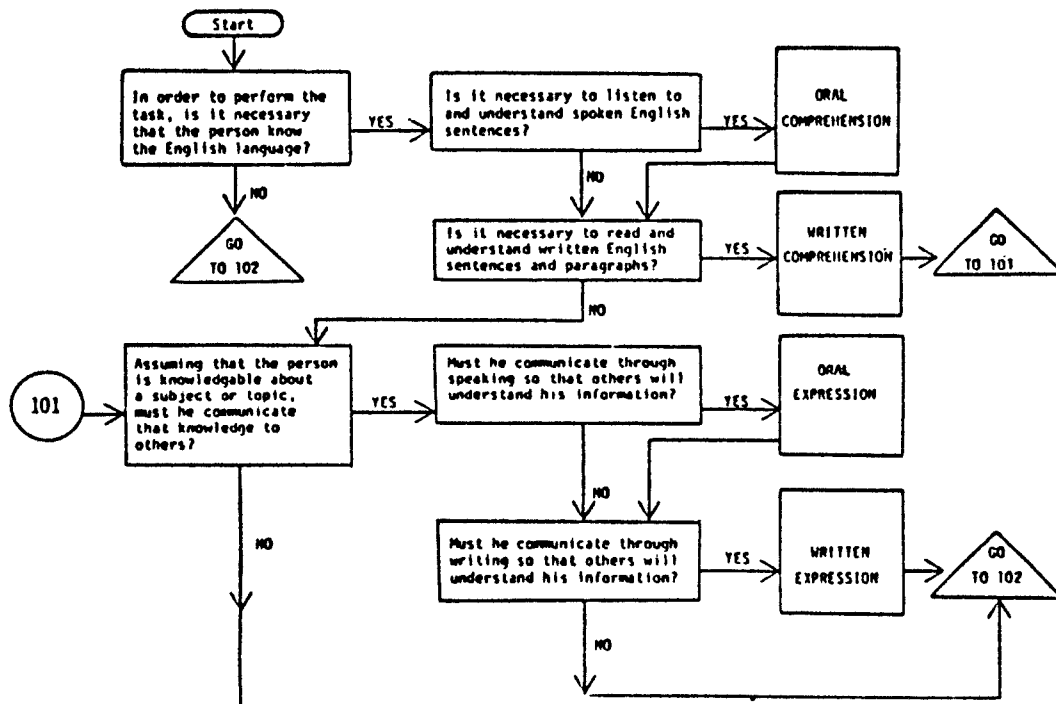 Start
In order to perform the
task, is it necessary
that the person know
the English language?
YES
Is it necessary to listen to
and understand spoken English
sentences?
YES
ORAL
COMPREHENSION
NO
NO
GO
TO 102
Is it necessary to read and
understand written English
sentences and paragraphs?
YES
WRITTEN
COMPREHENSION
GO
TO 101
NO
101
Assuming that the person
is knowledgable about
a subject or topic,
must he communicate
that knowledge to
others?
YES
Must he communicate through
speaking so that others will
understand his information?
YES
ORAL
EXPRESSION
NO
NO
Must he communicate through
writing so that others will
understand his information?
YES
WRITTEN
EXPRESSION
GO
TO 102
NO